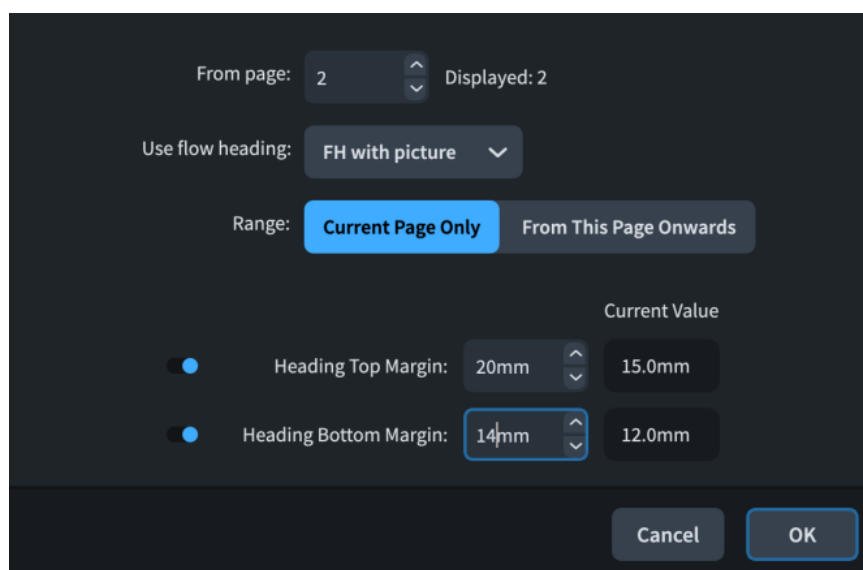 From page: 2 Displayed: 2
Use flow heading: FH with picture
Range: Current Page Only From This Page Onwards
Current Value
Heading Top Margin: 20mm 15.0mm
Heading Bottom Margin: 14mm 12.0mm
Cancel OK